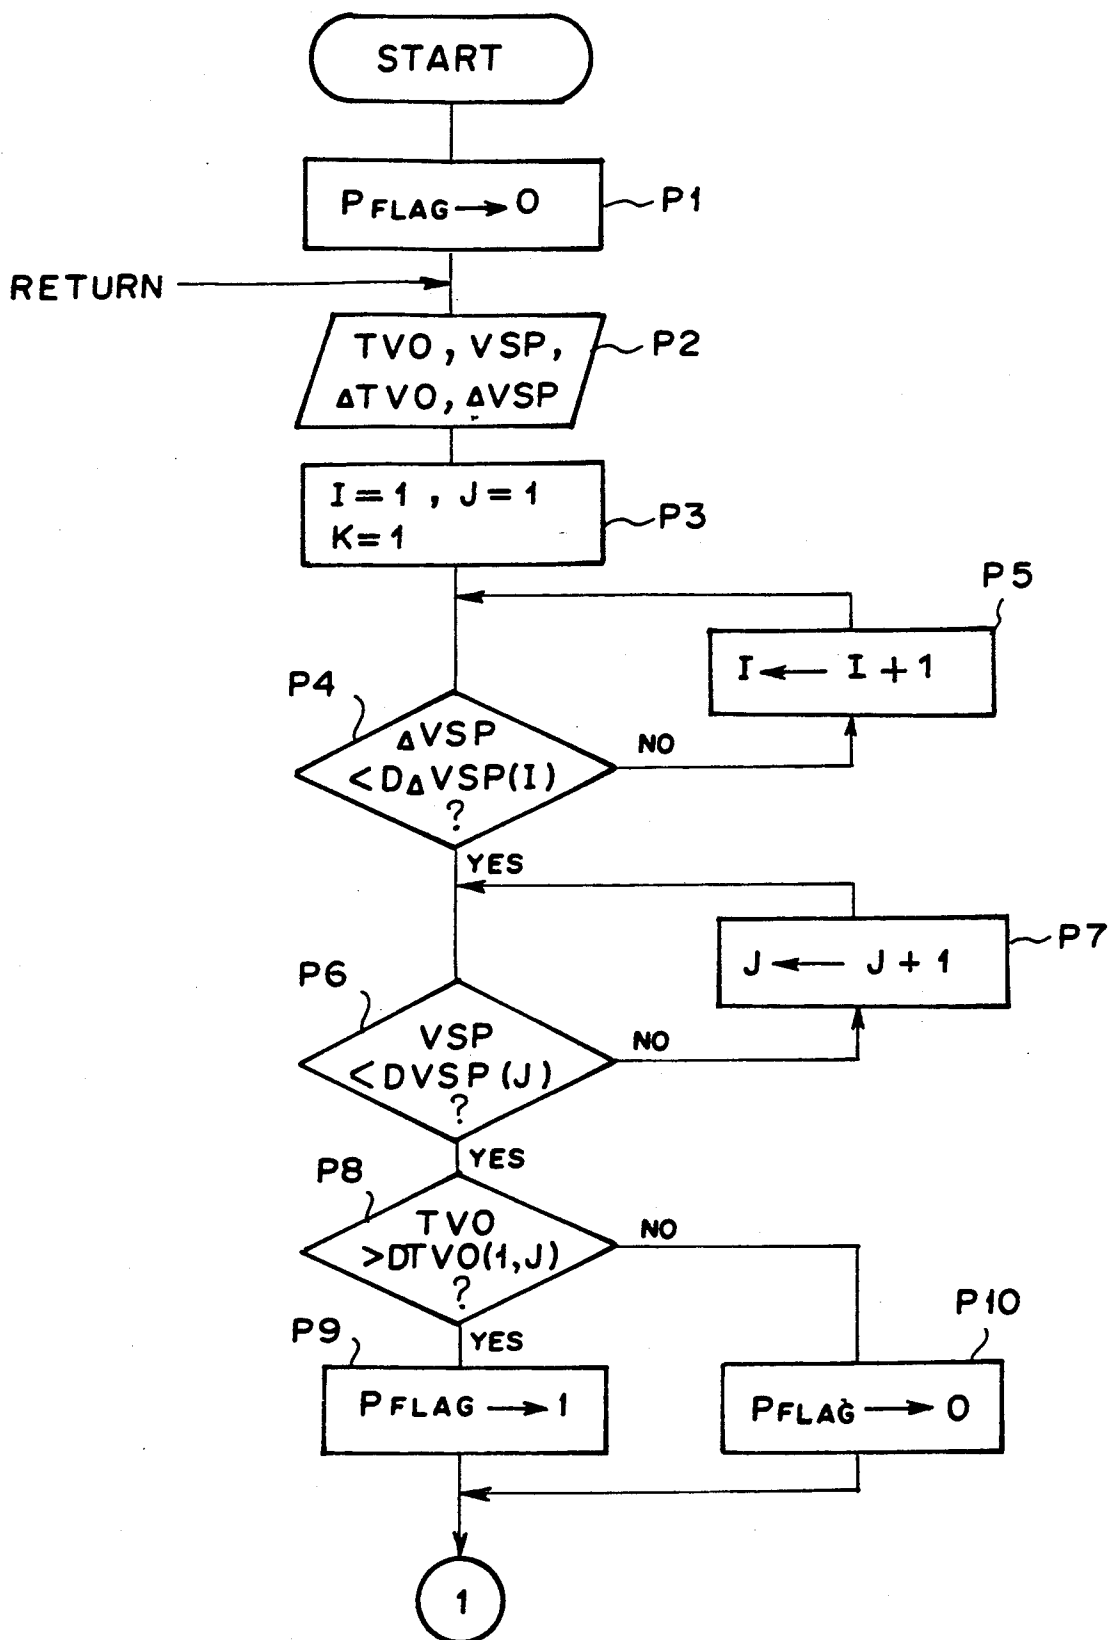 START
PFLAG → 0
P1
RETURN
TVO, VSP,
ΔTVO, ΔVSP
P2
I = 1 , J = 1
K = 1
P3
P5
I ← I + 1
P4
ΔVSP
< DΔVSP(I)
?
NO
YES
P7
J ← J + 1
P6
VSP
< DVSP(J)
?
NO
YES
P8
TVO
>DTVO(1,J)
?
NO
YES
P9
PFLAG → 1
P10
PFLAG → 0
1